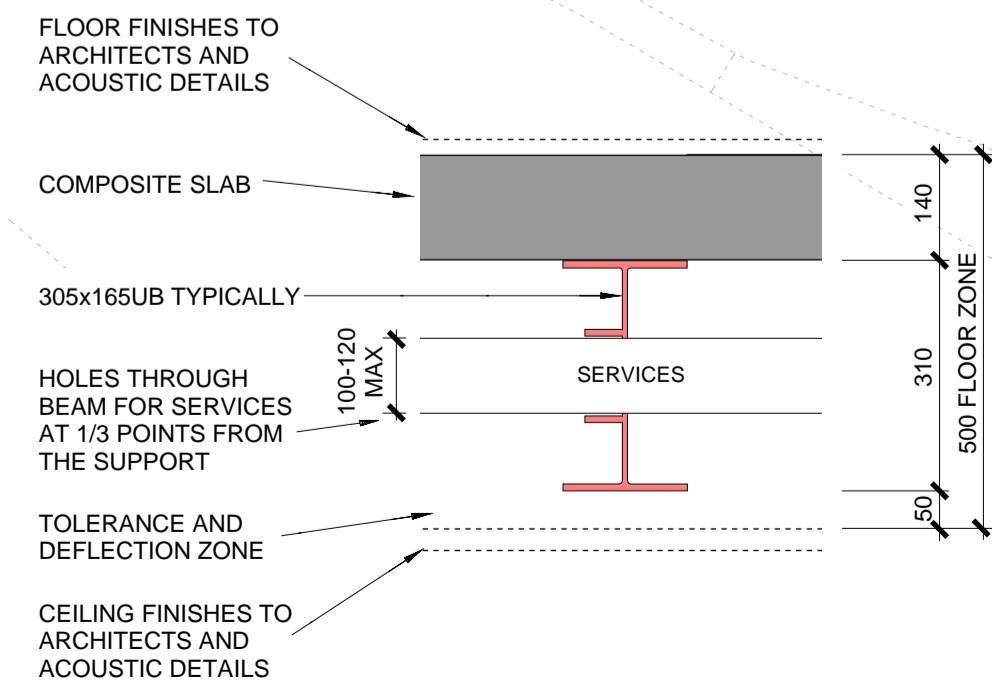 FLOOR FINISHES TO
ARCHITECTS AND
ACOUSTIC DETAILS
COMPOSITE SLAB
305x165UB TYPICALLY
HOLES THROUGH
BEAM FOR SERVICES
AT 1/3 POINTS FROM
THE SUPPORT
TOLERANCE AND
DEFLECTION ZONE
CEILING FINISHES TO
ARCHITECTS AND
ACOUSTIC DETAILS
100-120
MAX
SERVICES
140
310
50
500 FLOOR ZONE